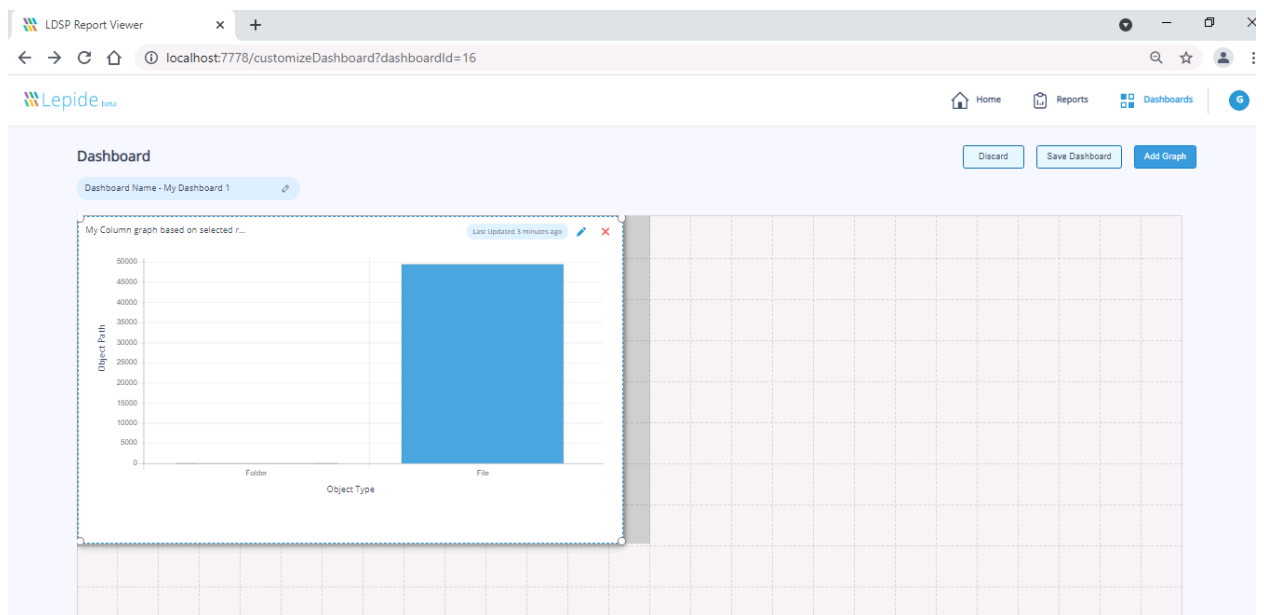 LDSP Report Viewer
localhost:7778/customizeDashboard?dashboardId=16
Lepide beta
Home Reports Dashboards G
Dashboard
Discard Save Dashboard Add Graph
Dashboard Name - My Dashboard 1
My Column graph based on selected r...
Last Updated 3 minutes ago
50000
45000
40000
35000
30000
25000
20000
15000
10000
5000
0
Object Path
Folder File
Object Type